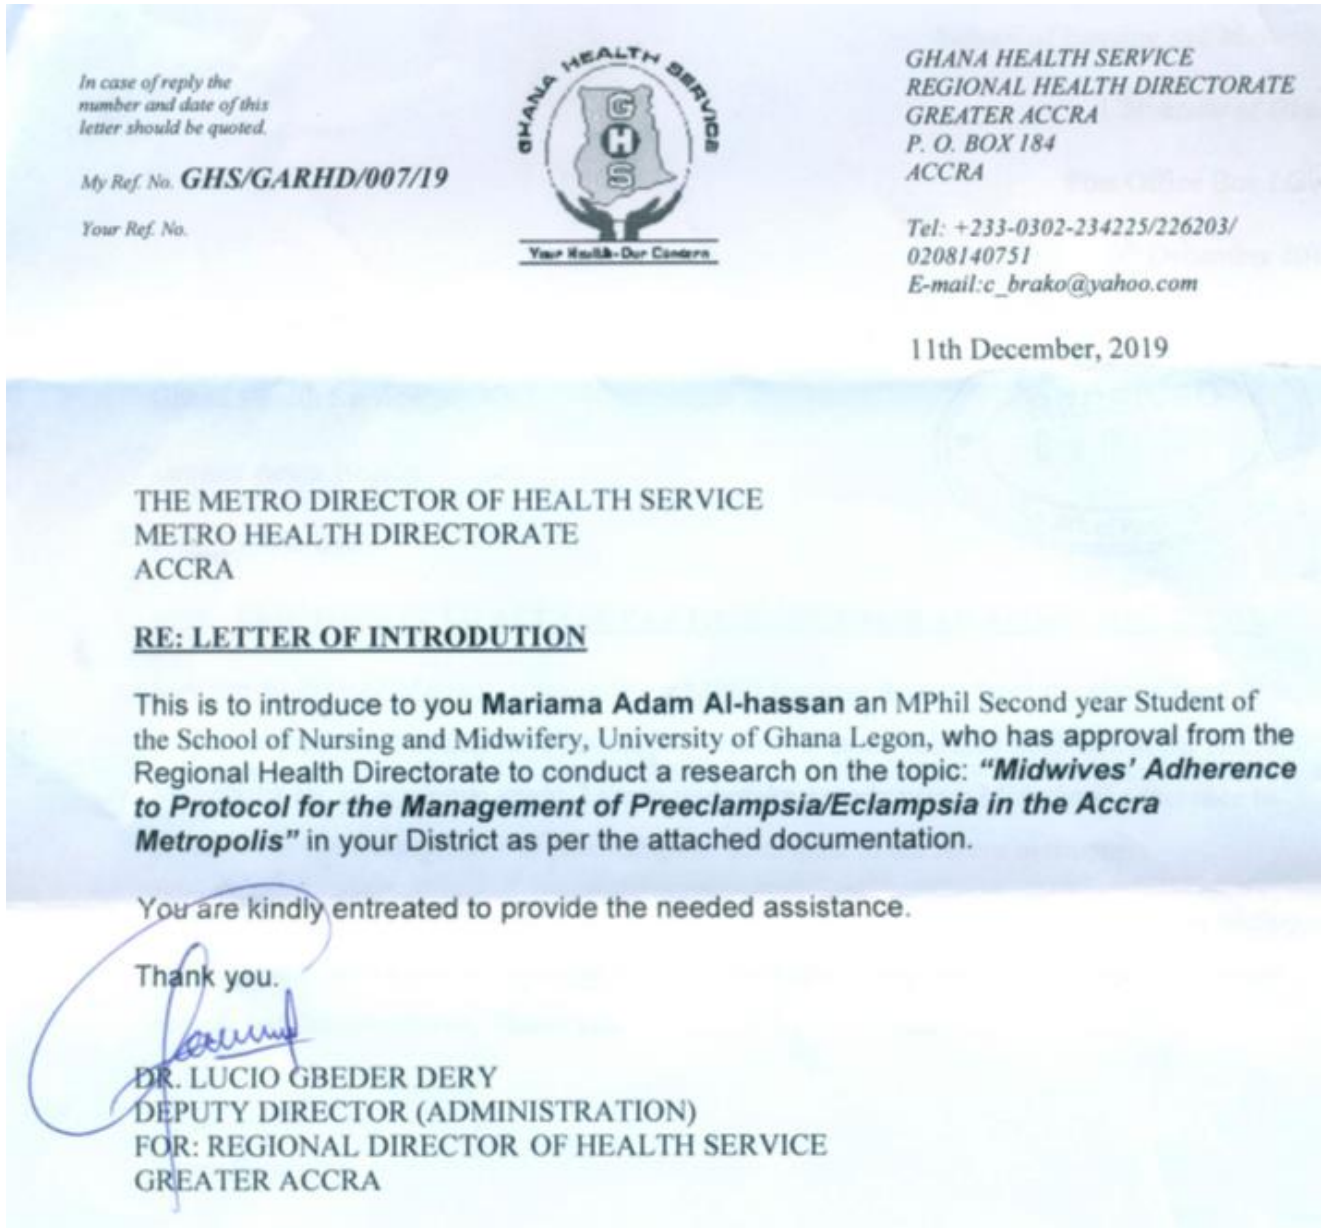 In case of reply the
number and date of this
letter should be quoted.
My Ref. No. GHS/GARHD/007/19
Your Ref. No.
GHANA HEALTH SERVICE
GHS
Your Health-Our Concern
GHANA HEALTH SERVICE
REGIONAL HEALTH DIRECTORATE
GREATER ACCRA
P. O. BOX 184
ACCRA
Tel: +233-0302-234225/226203/
0208140751
E-mail:c_brako@yahoo.com
11th December, 2019
THE METRO DIRECTOR OF HEALTH SERVICE
METRO HEALTH DIRECTORATE
ACCRA
RE: LETTER OF INTRODUTION
This is to introduce to you Mariama Adam Al-hassan an MPhil Second year Student of
the School of Nursing and Midwifery, University of Ghana Legon, who has approval from the
Regional Health Directorate to conduct a research on the topic: "Midwives' Adherence
to Protocol for the Management of Preeclampsia/Eclampsia in the Accra
Metropolis" in your District as per the attached documentation.
You are kindly entreated to provide the needed assistance.
Thank you.
DR. LUCIO GBEDER DERY
DEPUTY DIRECTOR (ADMINISTRATION)
FOR: REGIONAL DIRECTOR OF HEALTH SERVICE
GREATER ACCRA